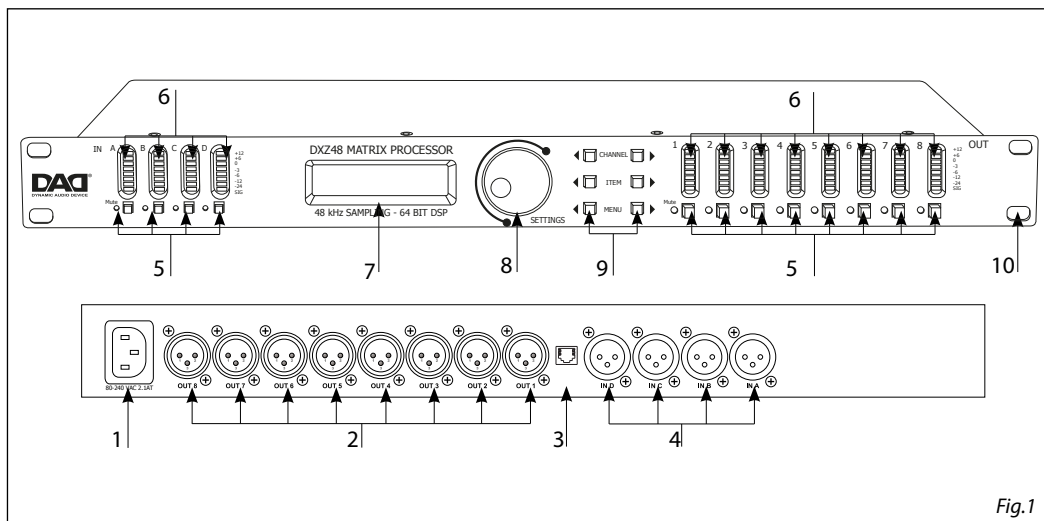 6 6
IN A B C D DXZ48 MATRIX PROCESSOR CHANNEL 1 2 3 4 5 6 7 8 OUT
+12
+6
0
-3
-6
-12
-24
SIG
+12
+6
0
-3
-6
-12
-24
SIG
DAD®
DYNAMIC AUDIO DEVICE
ITEM
Mute MENU Mute
48 kHz SAMPLING - 64 BIT DSP SETTINGS
5 7 8 9 5 10
80-240 VAC 2.1AT OUT 8 OUT 7 OUT 6 OUT 5 OUT 4 OUT 3 OUT 2 OUT 1 IN D IN C IN B IN A
1 2 3 4
Fig.1